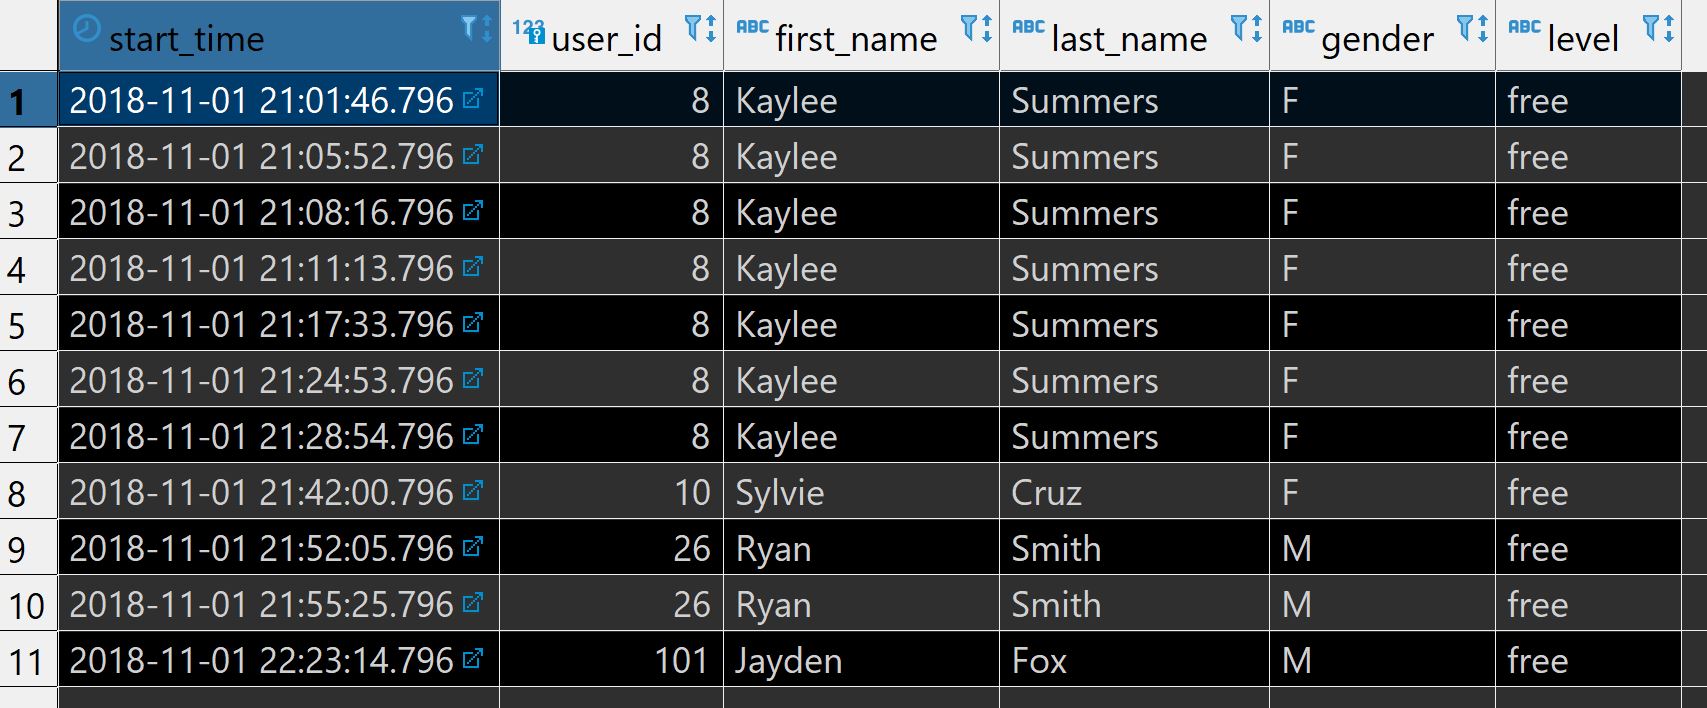 start_time 123 user_id ABC first_name ABC last_name ABC gender ABC level
1 2018-11-01 21:01:46.796 8 Kaylee Summers F free
2 2018-11-01 21:05:52.796 8 Kaylee Summers F free
3 2018-11-01 21:08:16.796 8 Kaylee Summers F free
4 2018-11-01 21:11:13.796 8 Kaylee Summers F free
5 2018-11-01 21:17:33.796 8 Kaylee Summers F free
6 2018-11-01 21:24:53.796 8 Kaylee Summers F free
7 2018-11-01 21:28:54.796 8 Kaylee Summers F free
8 2018-11-01 21:42:00.796 10 Sylvie Cruz F free
9 2018-11-01 21:52:05.796 26 Ryan Smith M free
10 2018-11-01 21:55:25.796 26 Ryan Smith M free
11 2018-11-01 22:23:14.796 101 Jayden Fox M free